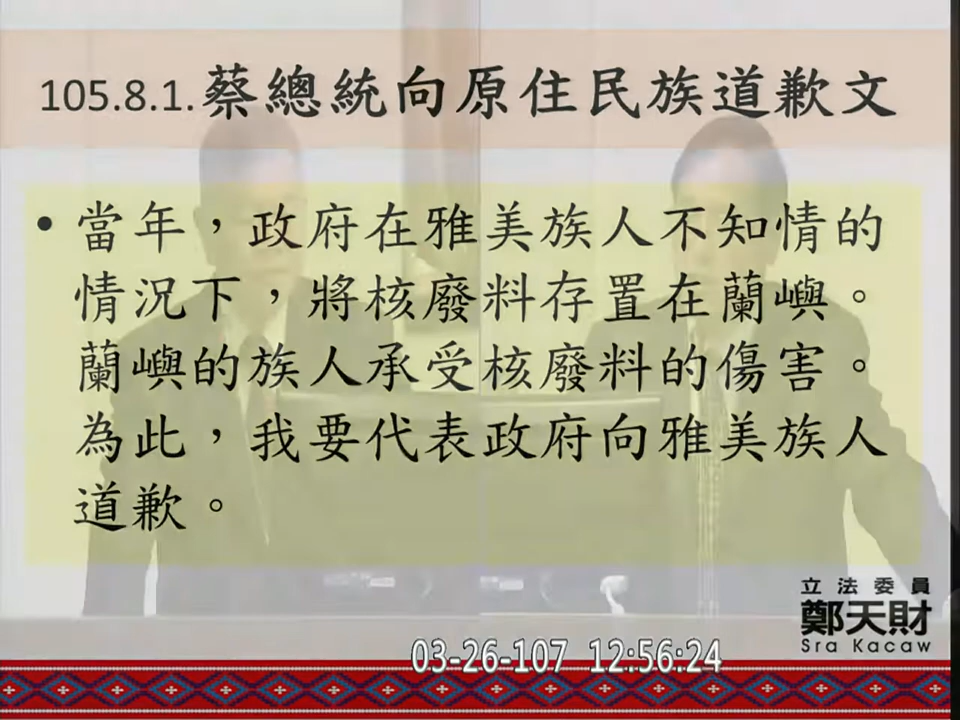 105.8.1.蔡總統向原住民族道歉文
• 當年，政府在雅美族人不知情的
情況下，將核廢料存置在蘭嶼。
蘭嶼的族人承受核廢料的傷害。
為此，我要代表政府向雅美族人
道歉。
立法委員
鄭天財
Sra Kacaw
03-26-107 12:56:24